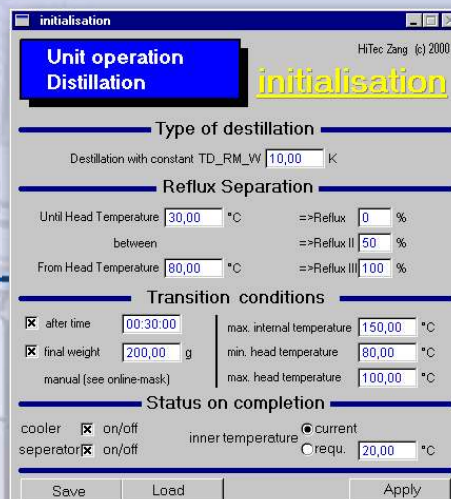 initialisation
HiTec Zang (c) 2000
Unit operation
Distillation
initialisation
Type of destillation
Destillation with constant TD_RM_W 10,00 K
Reflux Separation
Until Head Temperature 30,00 °C =>Reflux 0 %
between =>Reflux II 50 %
From Head Temperature 80,00 °C =>Reflux III 100 %
Transition conditions
after time 00:30:00 max. internal temperature 150,00 °C
final weight 200,00 g min. head temperature 80,00 °C
manual (see online-mask) max. head temperature 100,00 °C
Status on completion
cooler on/off inner temperature current
seperator on/off requ. 20,00 °C
Save Load Apply